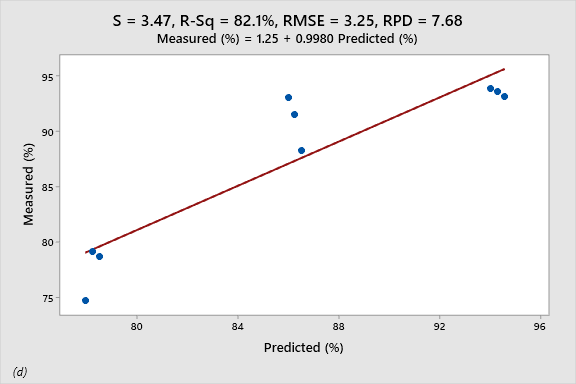 S = 3.47, R-Sq = 82.1%, RMSE = 3.25, RPD = 7.68
Measured (%) = 1.25 + 0.9980 Predicted (%)
95
90
85
80
75
Measured (%)
80 84 88 92 96
Predicted (%)
(d)